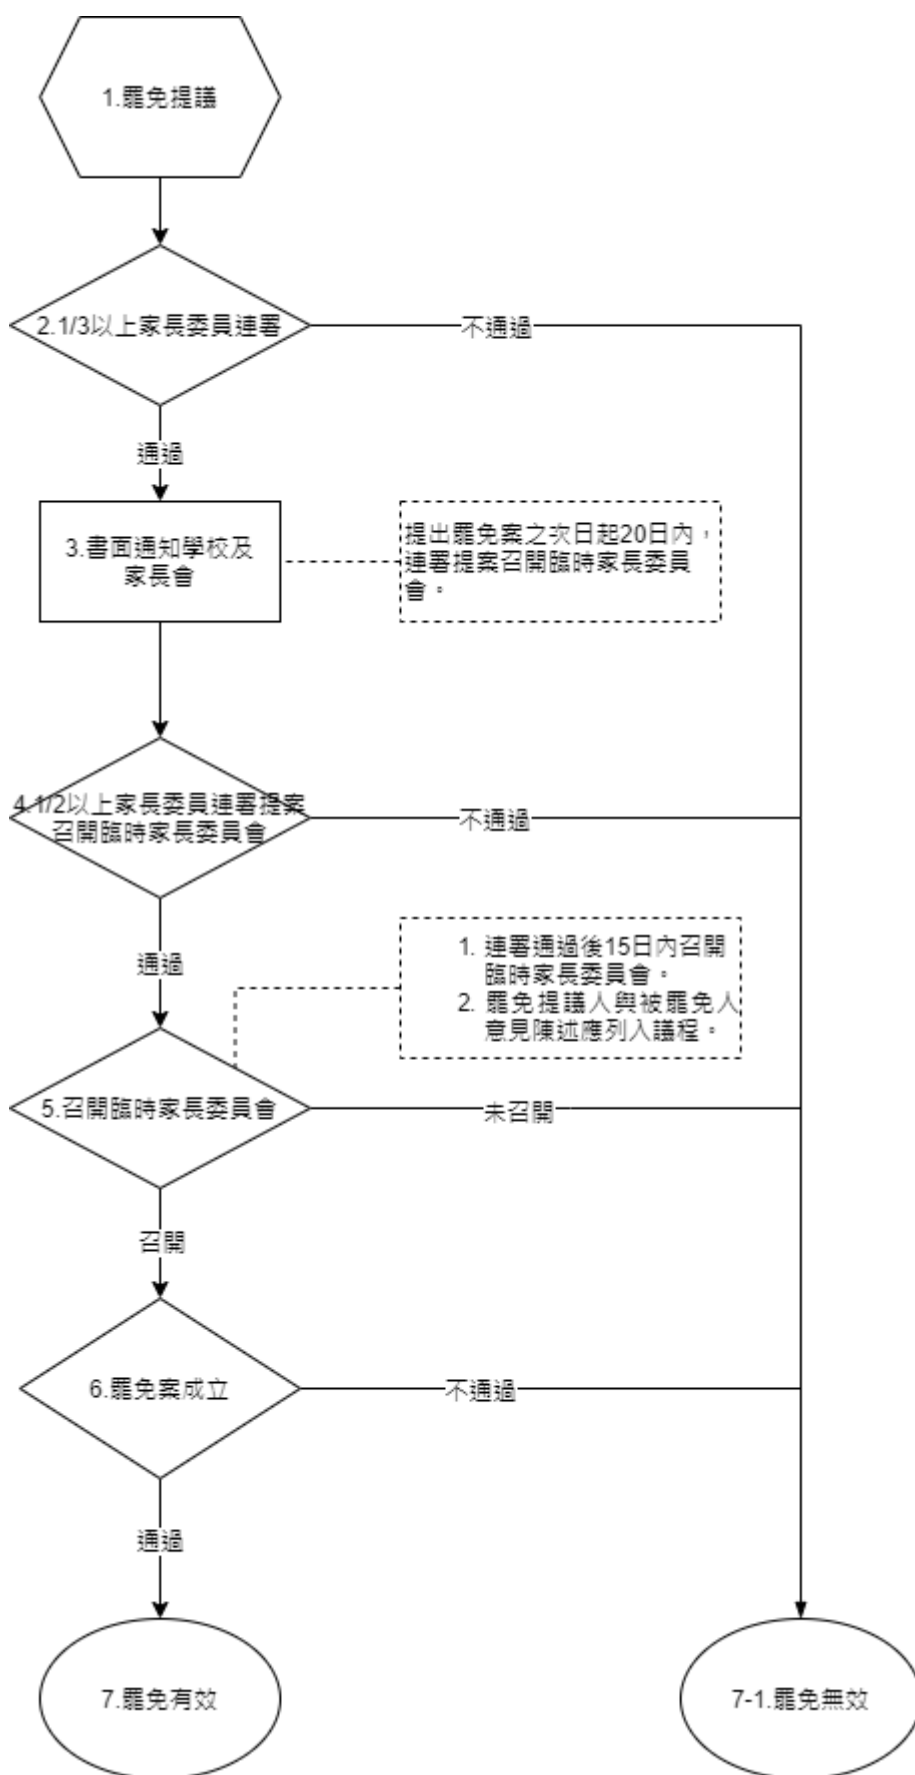 1.罷免提議
2.1/3以上家長委員連署
不通過
通過
3.書面通知學校及
家長會
提出罷免案之次日起20日內，
連署提案召開臨時家長委員
會。
4.1/2以上家長委員連署提案
召開臨時家長委員會
不通過
通過
1. 連署通過後15日內召開
臨時家長委員會。
2. 罷免提議人與被罷免人
意見陳述應列入議程。
5.召開臨時家長委員會
未召開
召開
6.罷免案成立
不通過
通過
7.罷免有效
7-1.罷免無效